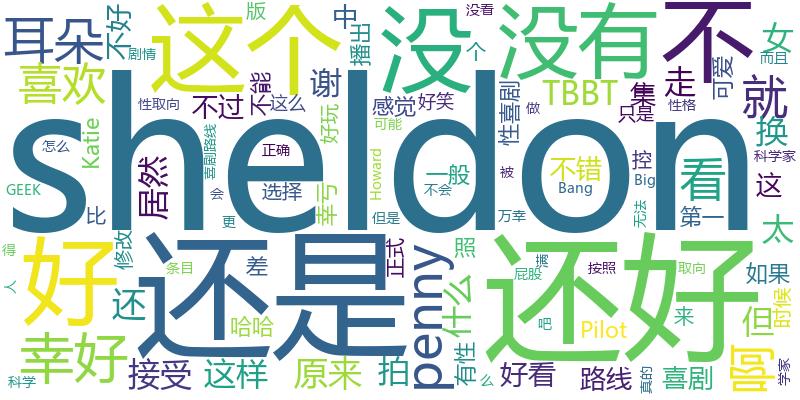 耳朵 不好 这个 没 没有 不 女
版 中 播出 个 没看 而且
剧情 喜欢 谢 TBBT 集 走 可爱 就
性取向 不过 不能 这么 感觉 好笑 性喜剧 做 只是 性格 换
sheldon
Katie 喜剧路线 好玩 可能 控 看 科学家
怎么 居然 正确 Howard 一般 被 不错 这
GEEK 会 选择 幸亏 不会 Bang Big
比 更 但是 万幸 无法 第一 太
好 修改 还是 正式 penny 照 还好 如果
得 人 条目 差 什么 屁股 满 按照 取向 时候
还 哈哈 吧 Pilot 来 但
幸好 接受 这样 原来 拍 有性 么 好看 路线 真的 喜剧 啊 学家
科学